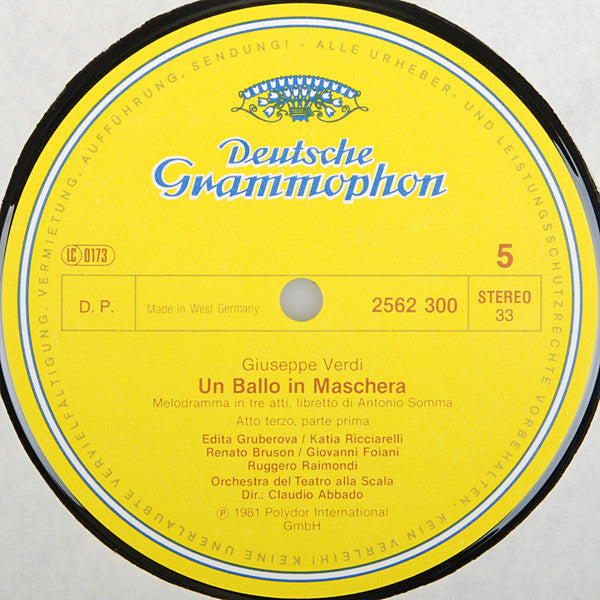 KEINE UNERLAUBTE VERVIELFÄLTIGUNG, VERMIETUNG, AUFFÜHRUNG, SENDUNG! · ALLE URHEBER- UND LEISTUNGSSCHUTZRECHTE VORBEHALTEN. KEIN VERLEIH!
Deutsche
Grammophon
LC 0173
5
D. P.
Made in West Germany
2562 300
STEREO
33
Giuseppe Verdi
Un Ballo in Maschera
Melodramma in tre atti, libretto di Antonio Somma
Atto terzo, parte prima
Edita Gruberova / Katia Ricciarelli
Renato Bruson / Giovanni Foiani
Ruggero Raimondi
Orchestra del Teatro alla Scala
Dir.: Claudio Abbado
℗ 1981 Polydor International
GmbH